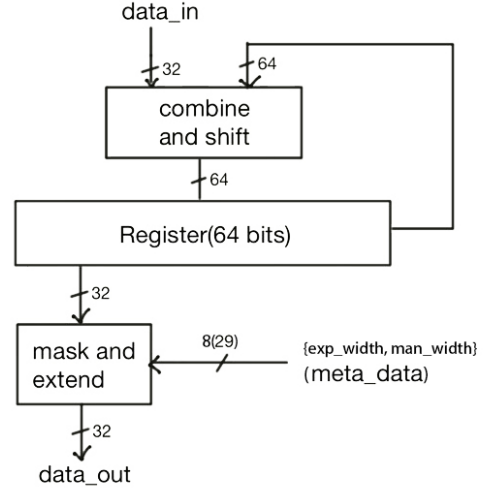 data_in
32
64
combine
and shift
64
Register(64 bits)
32
mask and
extend
8(29)
{exp_width, man_width}
(meta_data)
32
data_out